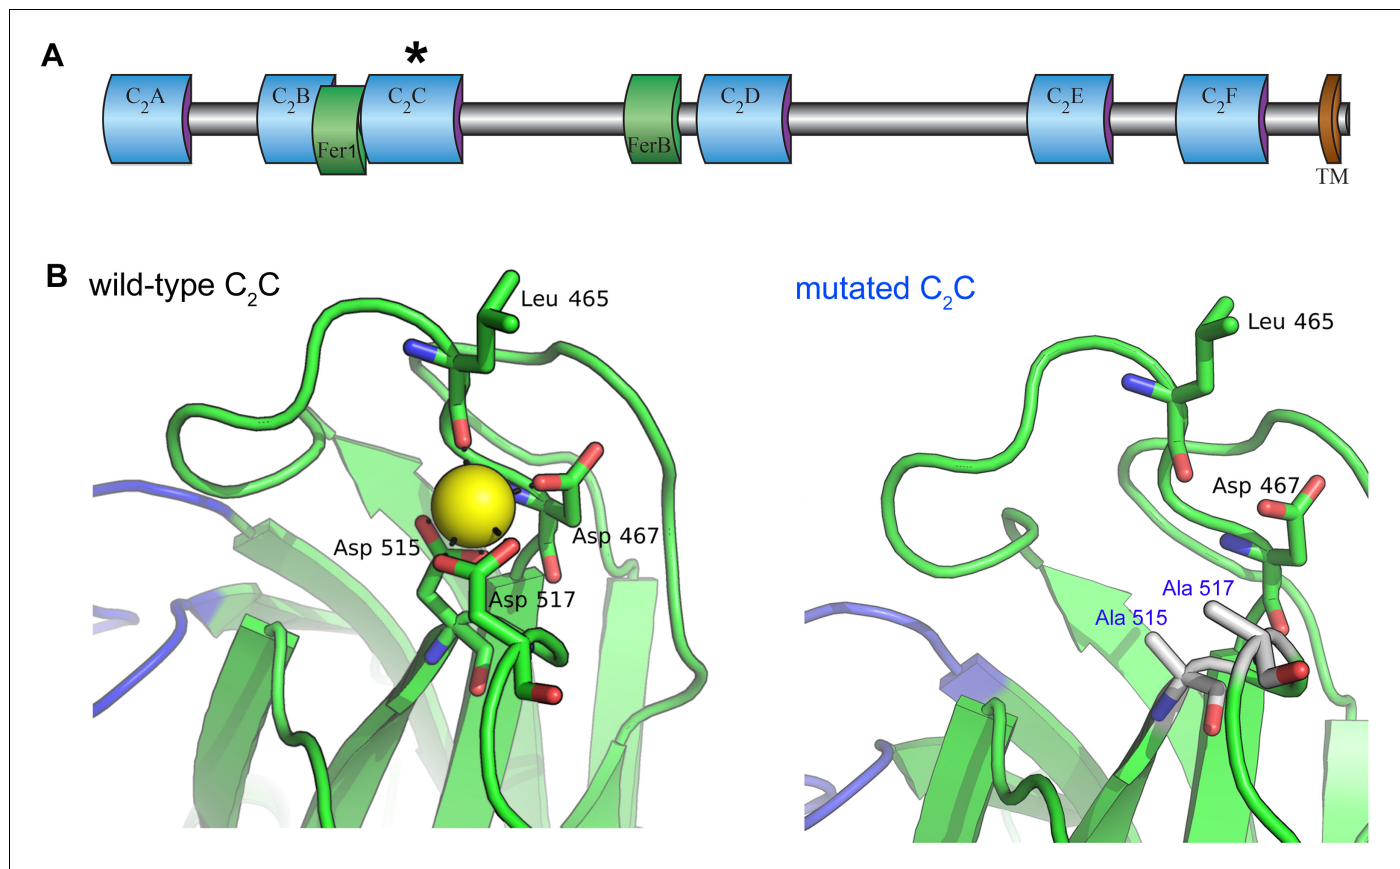 A
*
C2A
C2B
C2C
C2D
C2E
C2F
Fer1
FerB
TM
B
wild-type C2C
mutated C2C
Leu 465
Asp 467
Asp 515
Asp 517
Leu 465
Asp 467
Ala 517
Ala 515